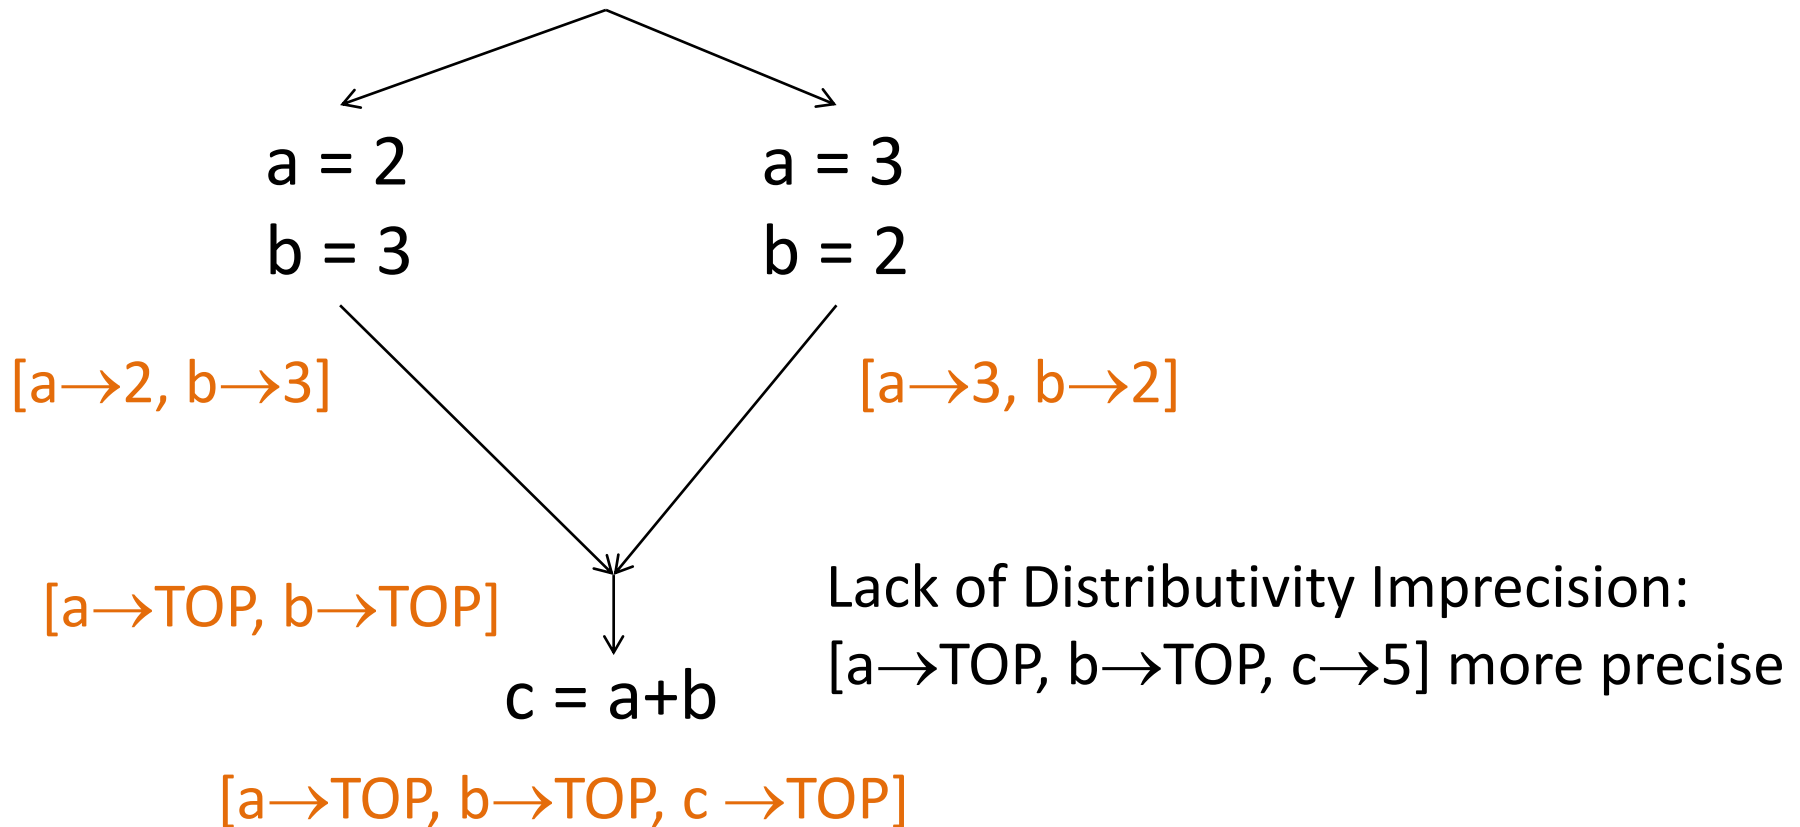 a = 2
b = 3
a = 3
b = 2
[a→2, b→3]
[a→3, b→2]
[a→TOP, b→TOP]
c = a+b
Lack of Distributivity Imprecision:
[a→TOP, b→TOP, c→5] more precise
[a→TOP, b→TOP, c →TOP]